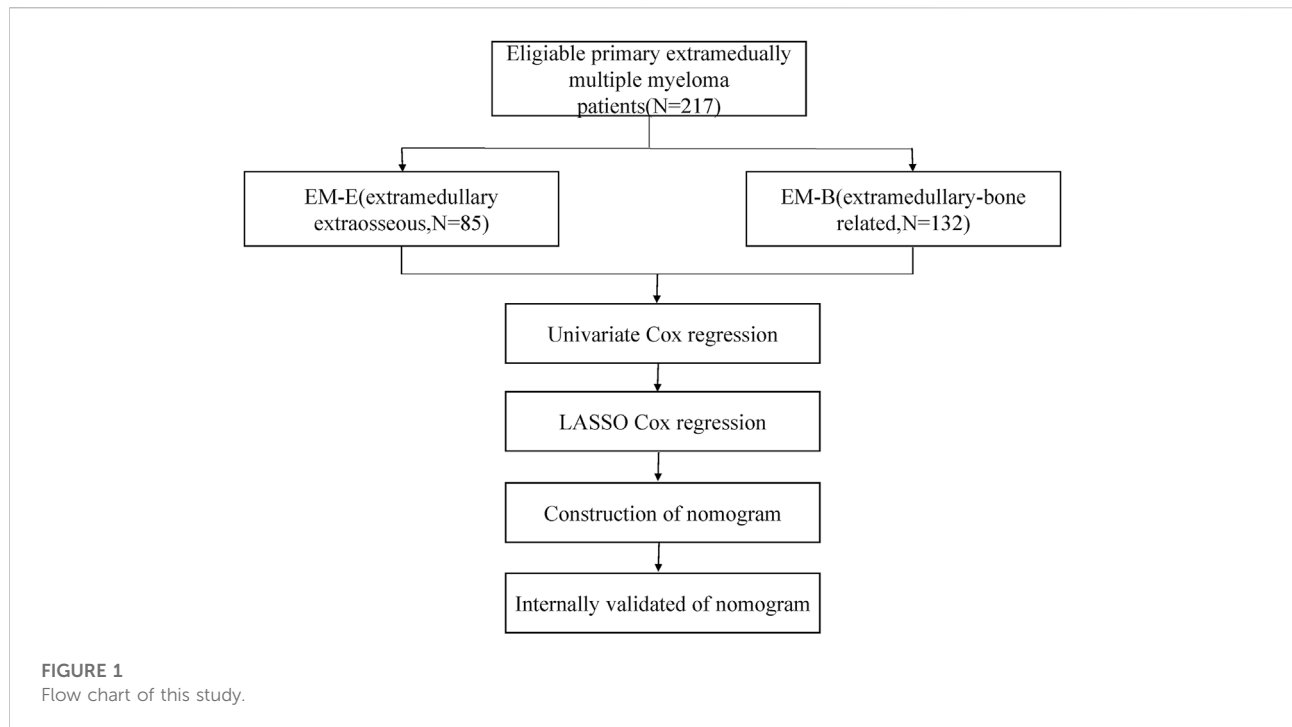 Eligiable primary extramedually
multiple myeloma
patients(N=217)
EM-E(extramedullary
extraosseous,N=85)
EM-B(extramedullary-bone
related,N=132)
Univariate Cox regression
LASSO Cox regression
Construction of nomogram
Internally validated of nomogram
FIGURE 1
Flow chart of this study.